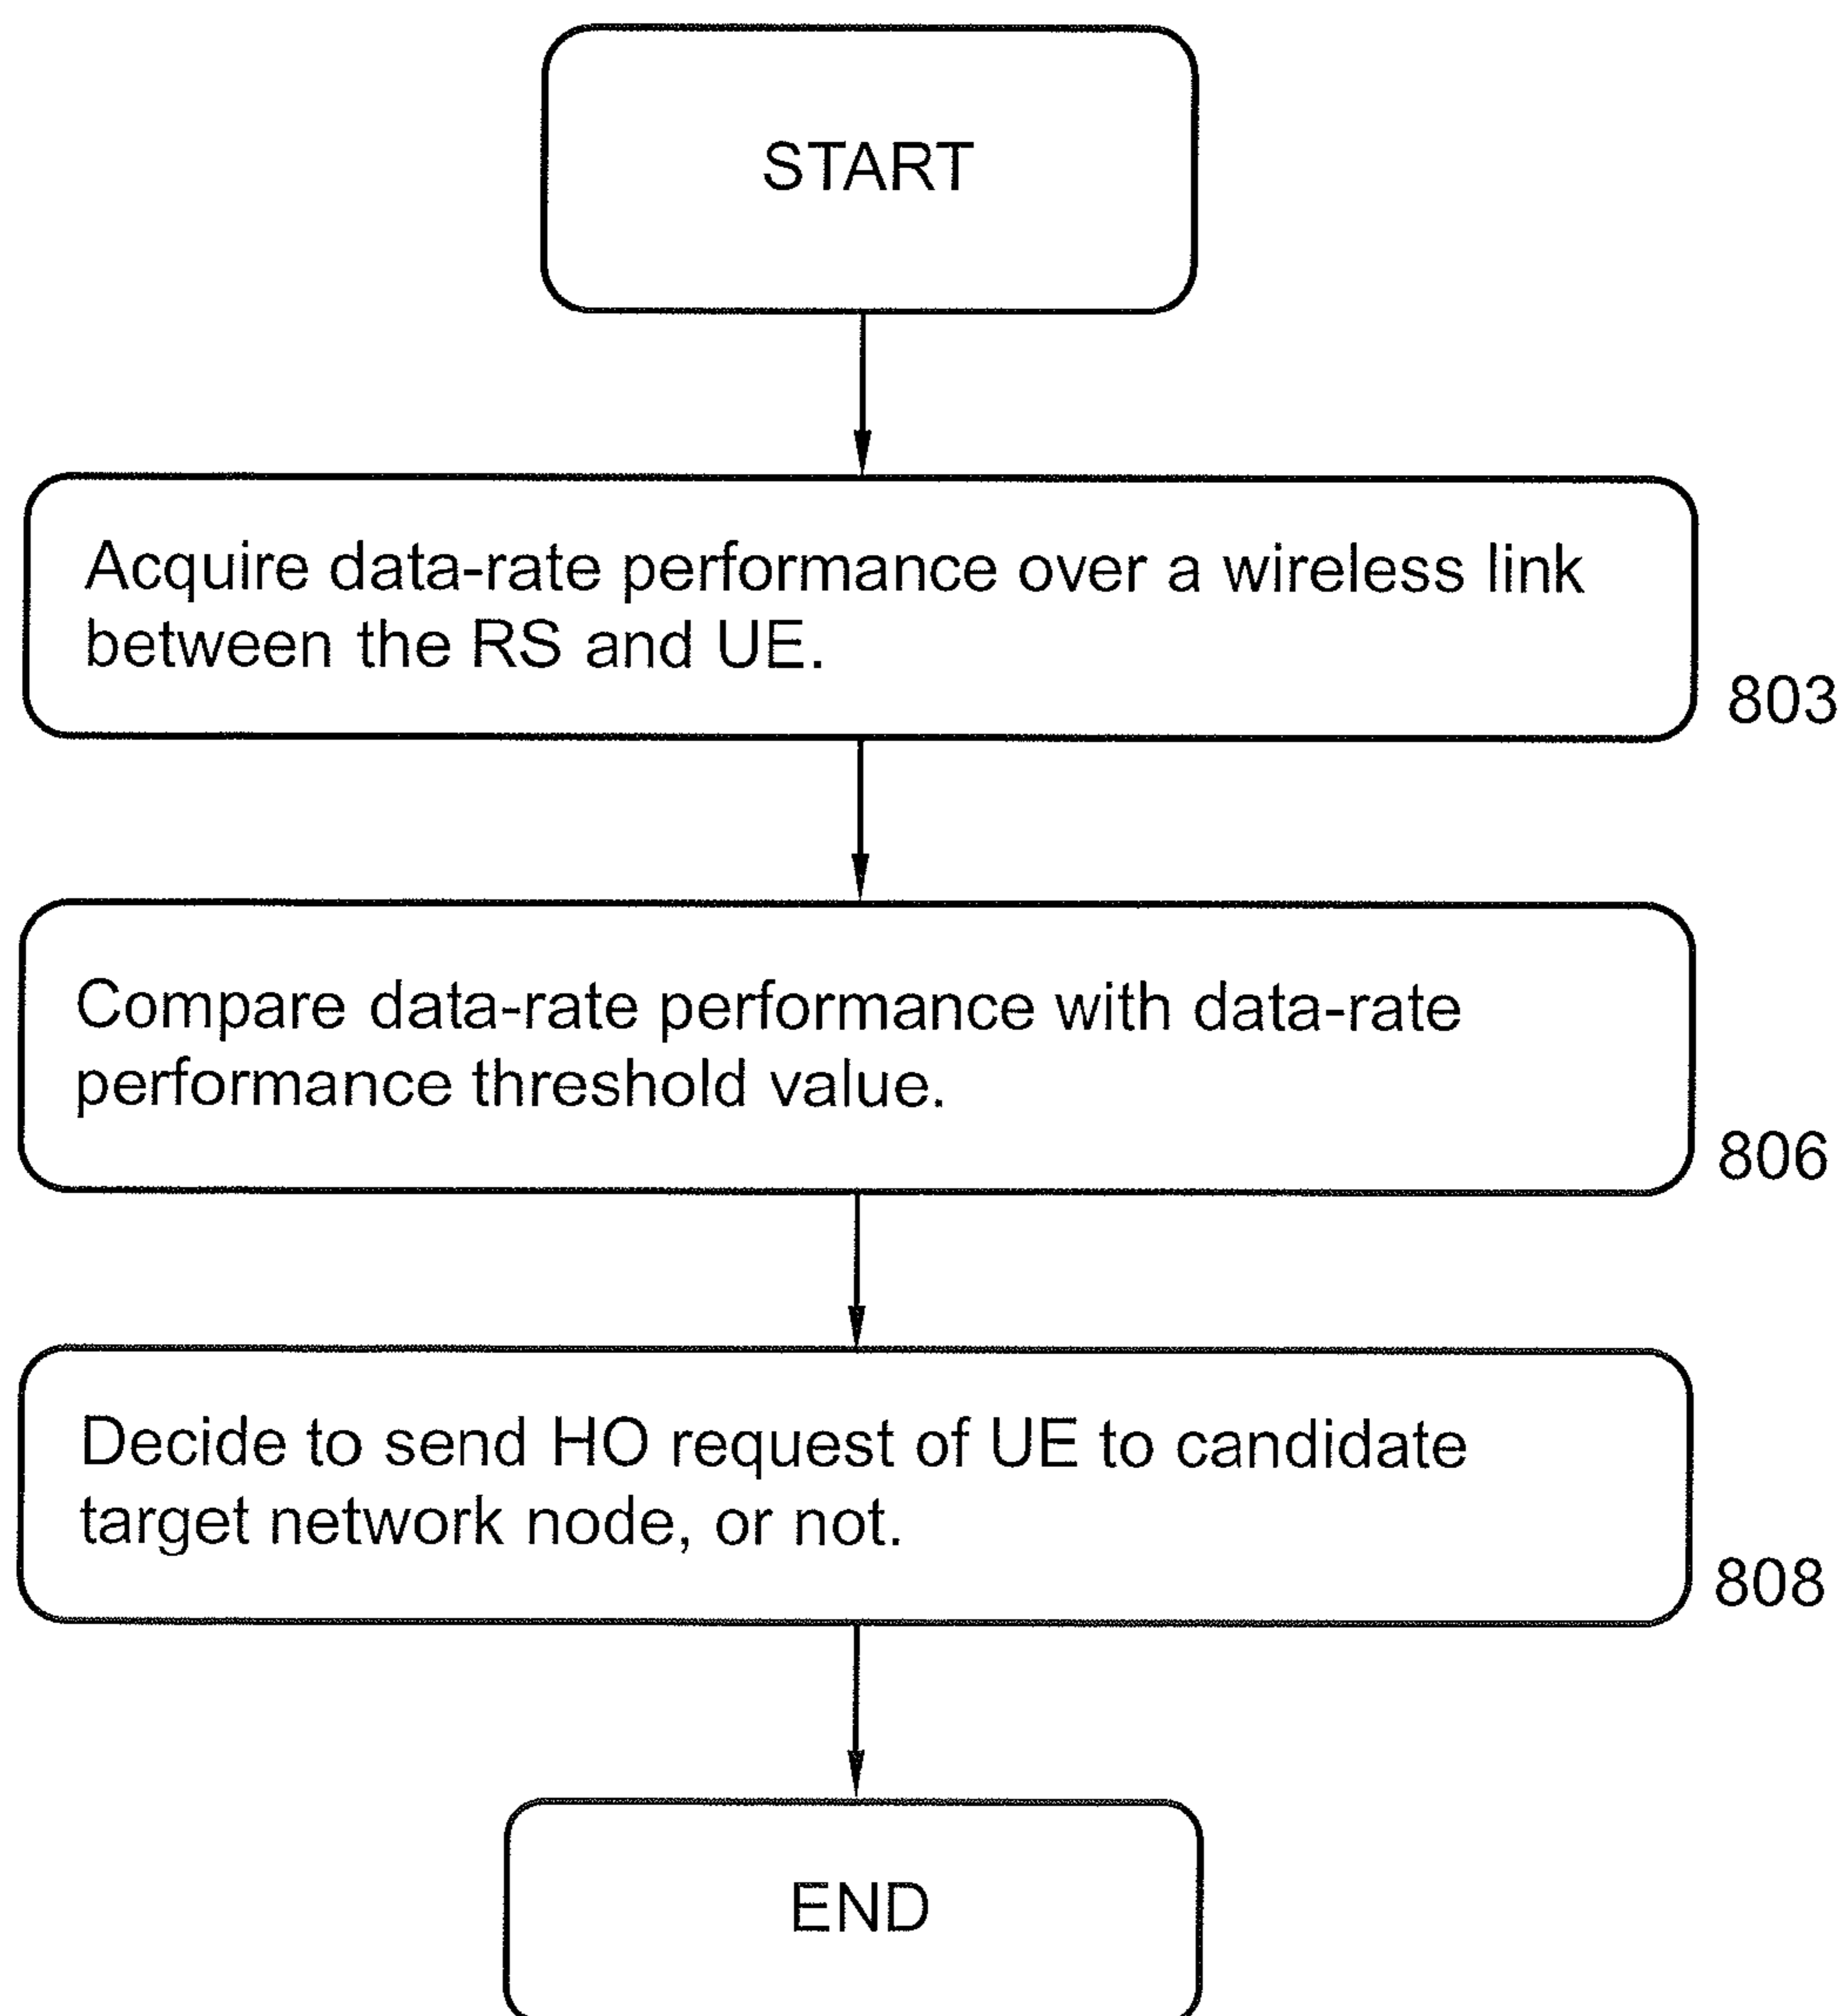 START
Acquire data-rate performance over a wireless link
between the RS and UE.
803
Compare data-rate performance with data-rate
performance threshold value.
806
Decide to send HO request of UE to candidate
target network node, or not.
808
END